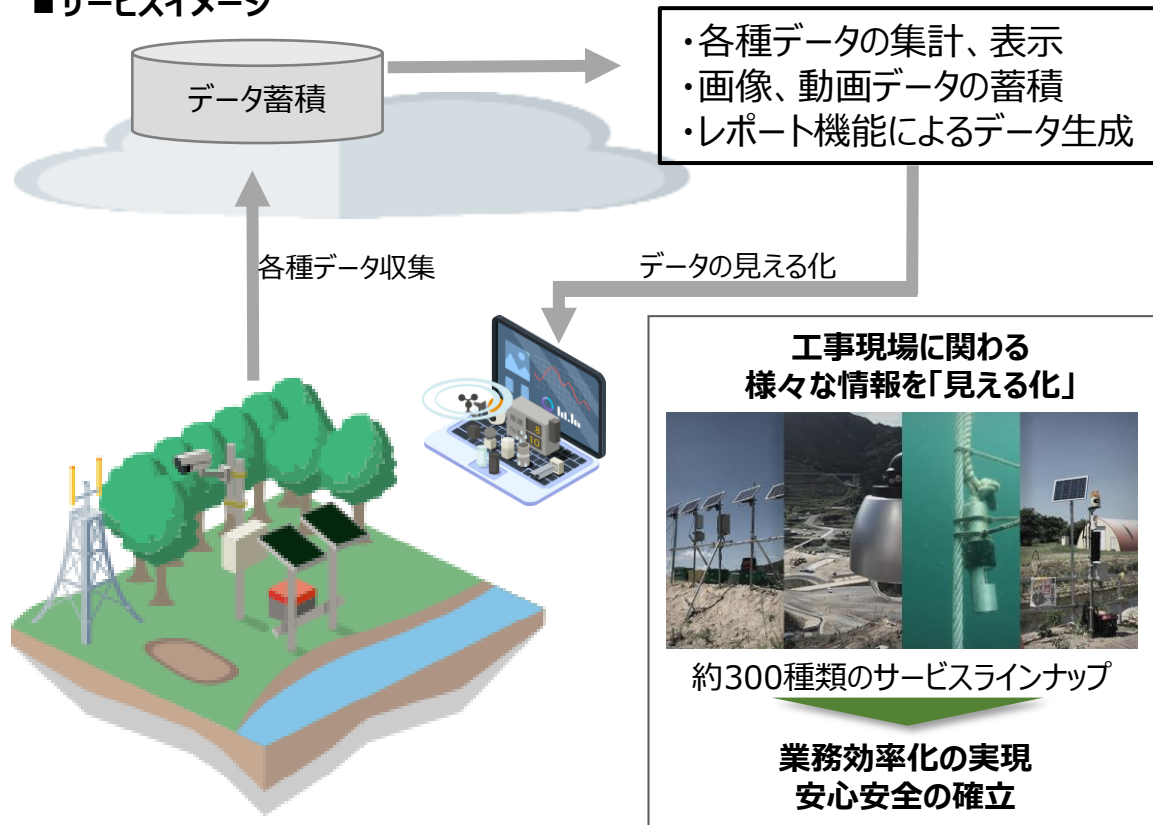 ■サービスイメージ
データ蓄積
・各種データの集計、表示
・画像、動画データの蓄積
・レポート機能によるデータ生成
各種データ収集
データの見える化
8
10
工事現場に関わる
様々な情報を「見える化」
約300種類のサービスラインナップ
業務効率化の実現
安心安全の確立